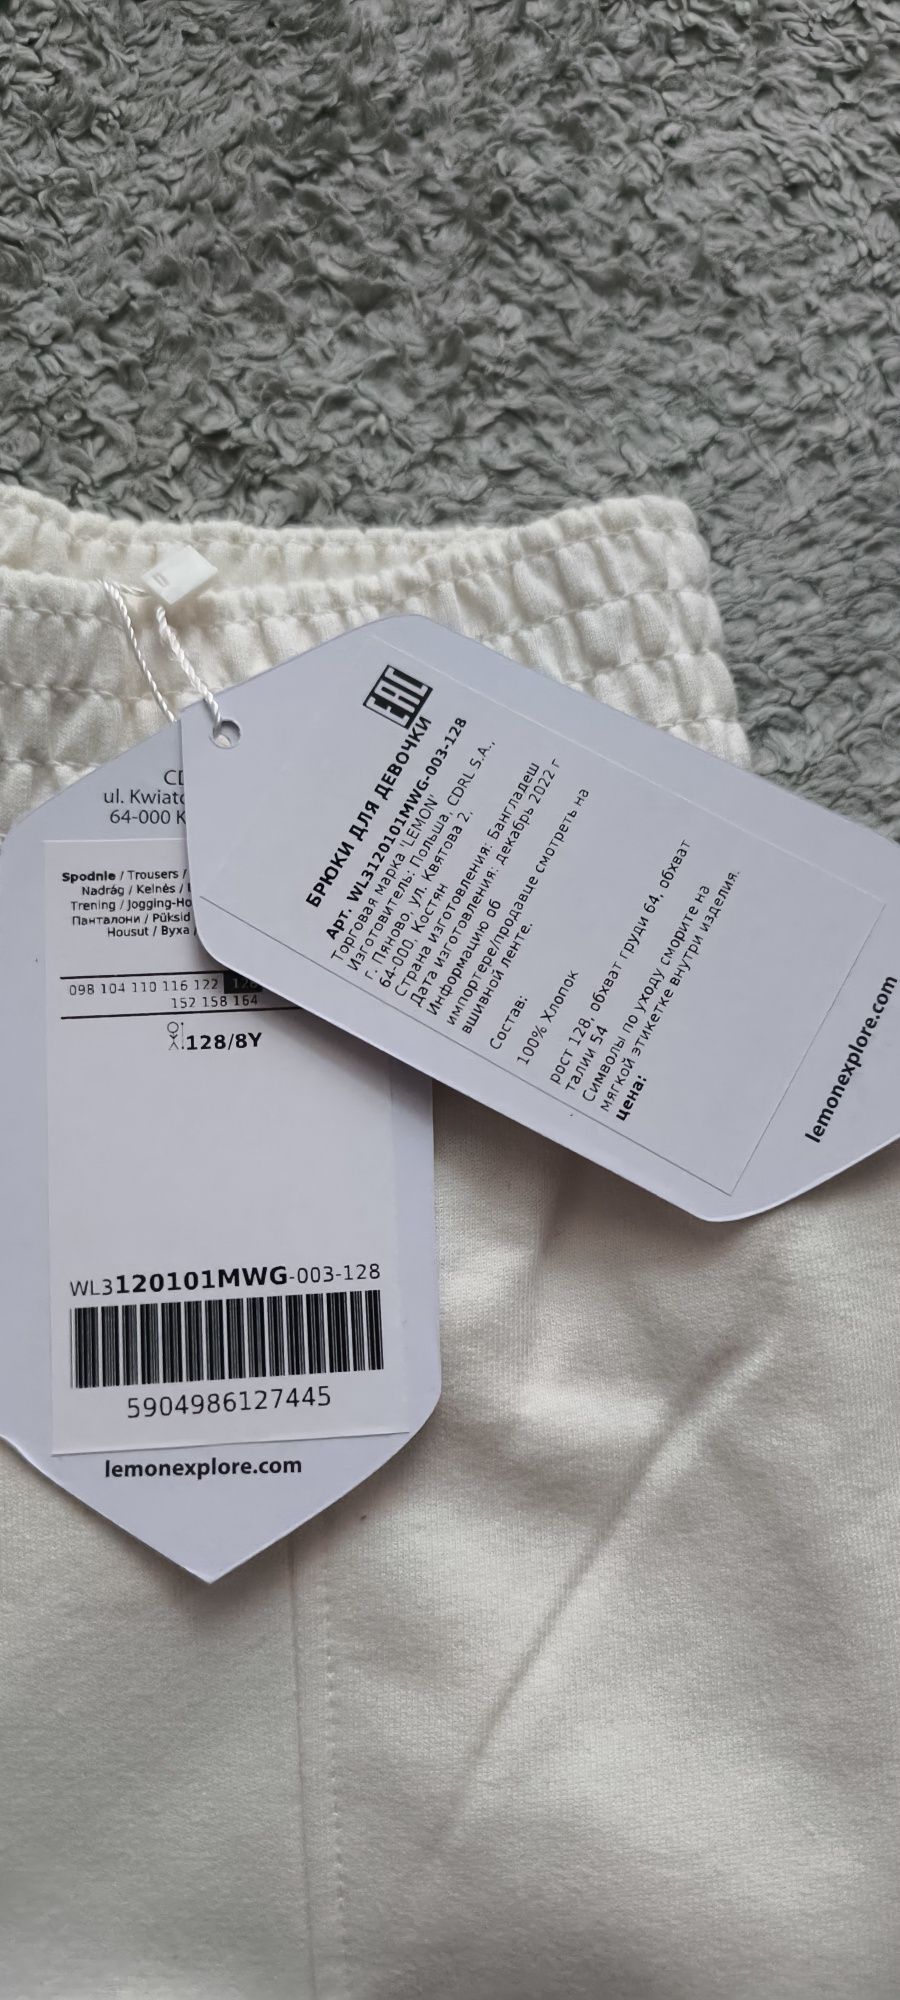 CD
ul. Kwiato
64-000 K
Spodnie / Trousers /
Nadrág / Kelnės /
Trening / Jogging-Ho
Панталони / Püksid
Housut / Byxa
098 104 110 116 122 128
152 158 164
128/8Y
WL3120101MWG-003-128
5904986127445
lemonexplore.com
EAC
БРЮКИ ДЛЯ ДЕВОЧКИ
Арт. WL3120101MWG-003-128
Торговая марка 'LEMON'
Изготовитель: Польша, CDRL S.A.,
г. Пяново, ул. Квятова 2,
64-000, Костян
Страна изготовления: Бангладеш
Дата изготовления: декабрь 2022 г
Информацию об
импортере/продавце смотреть на
вшивной ленте.
Состав:
100% Хлопок
рост 128, обхват груди 64, обхват
талии 54
Символы по уходу сморите на
мягкой этикетке внутри изделия.
цена:
lemonexplore.com